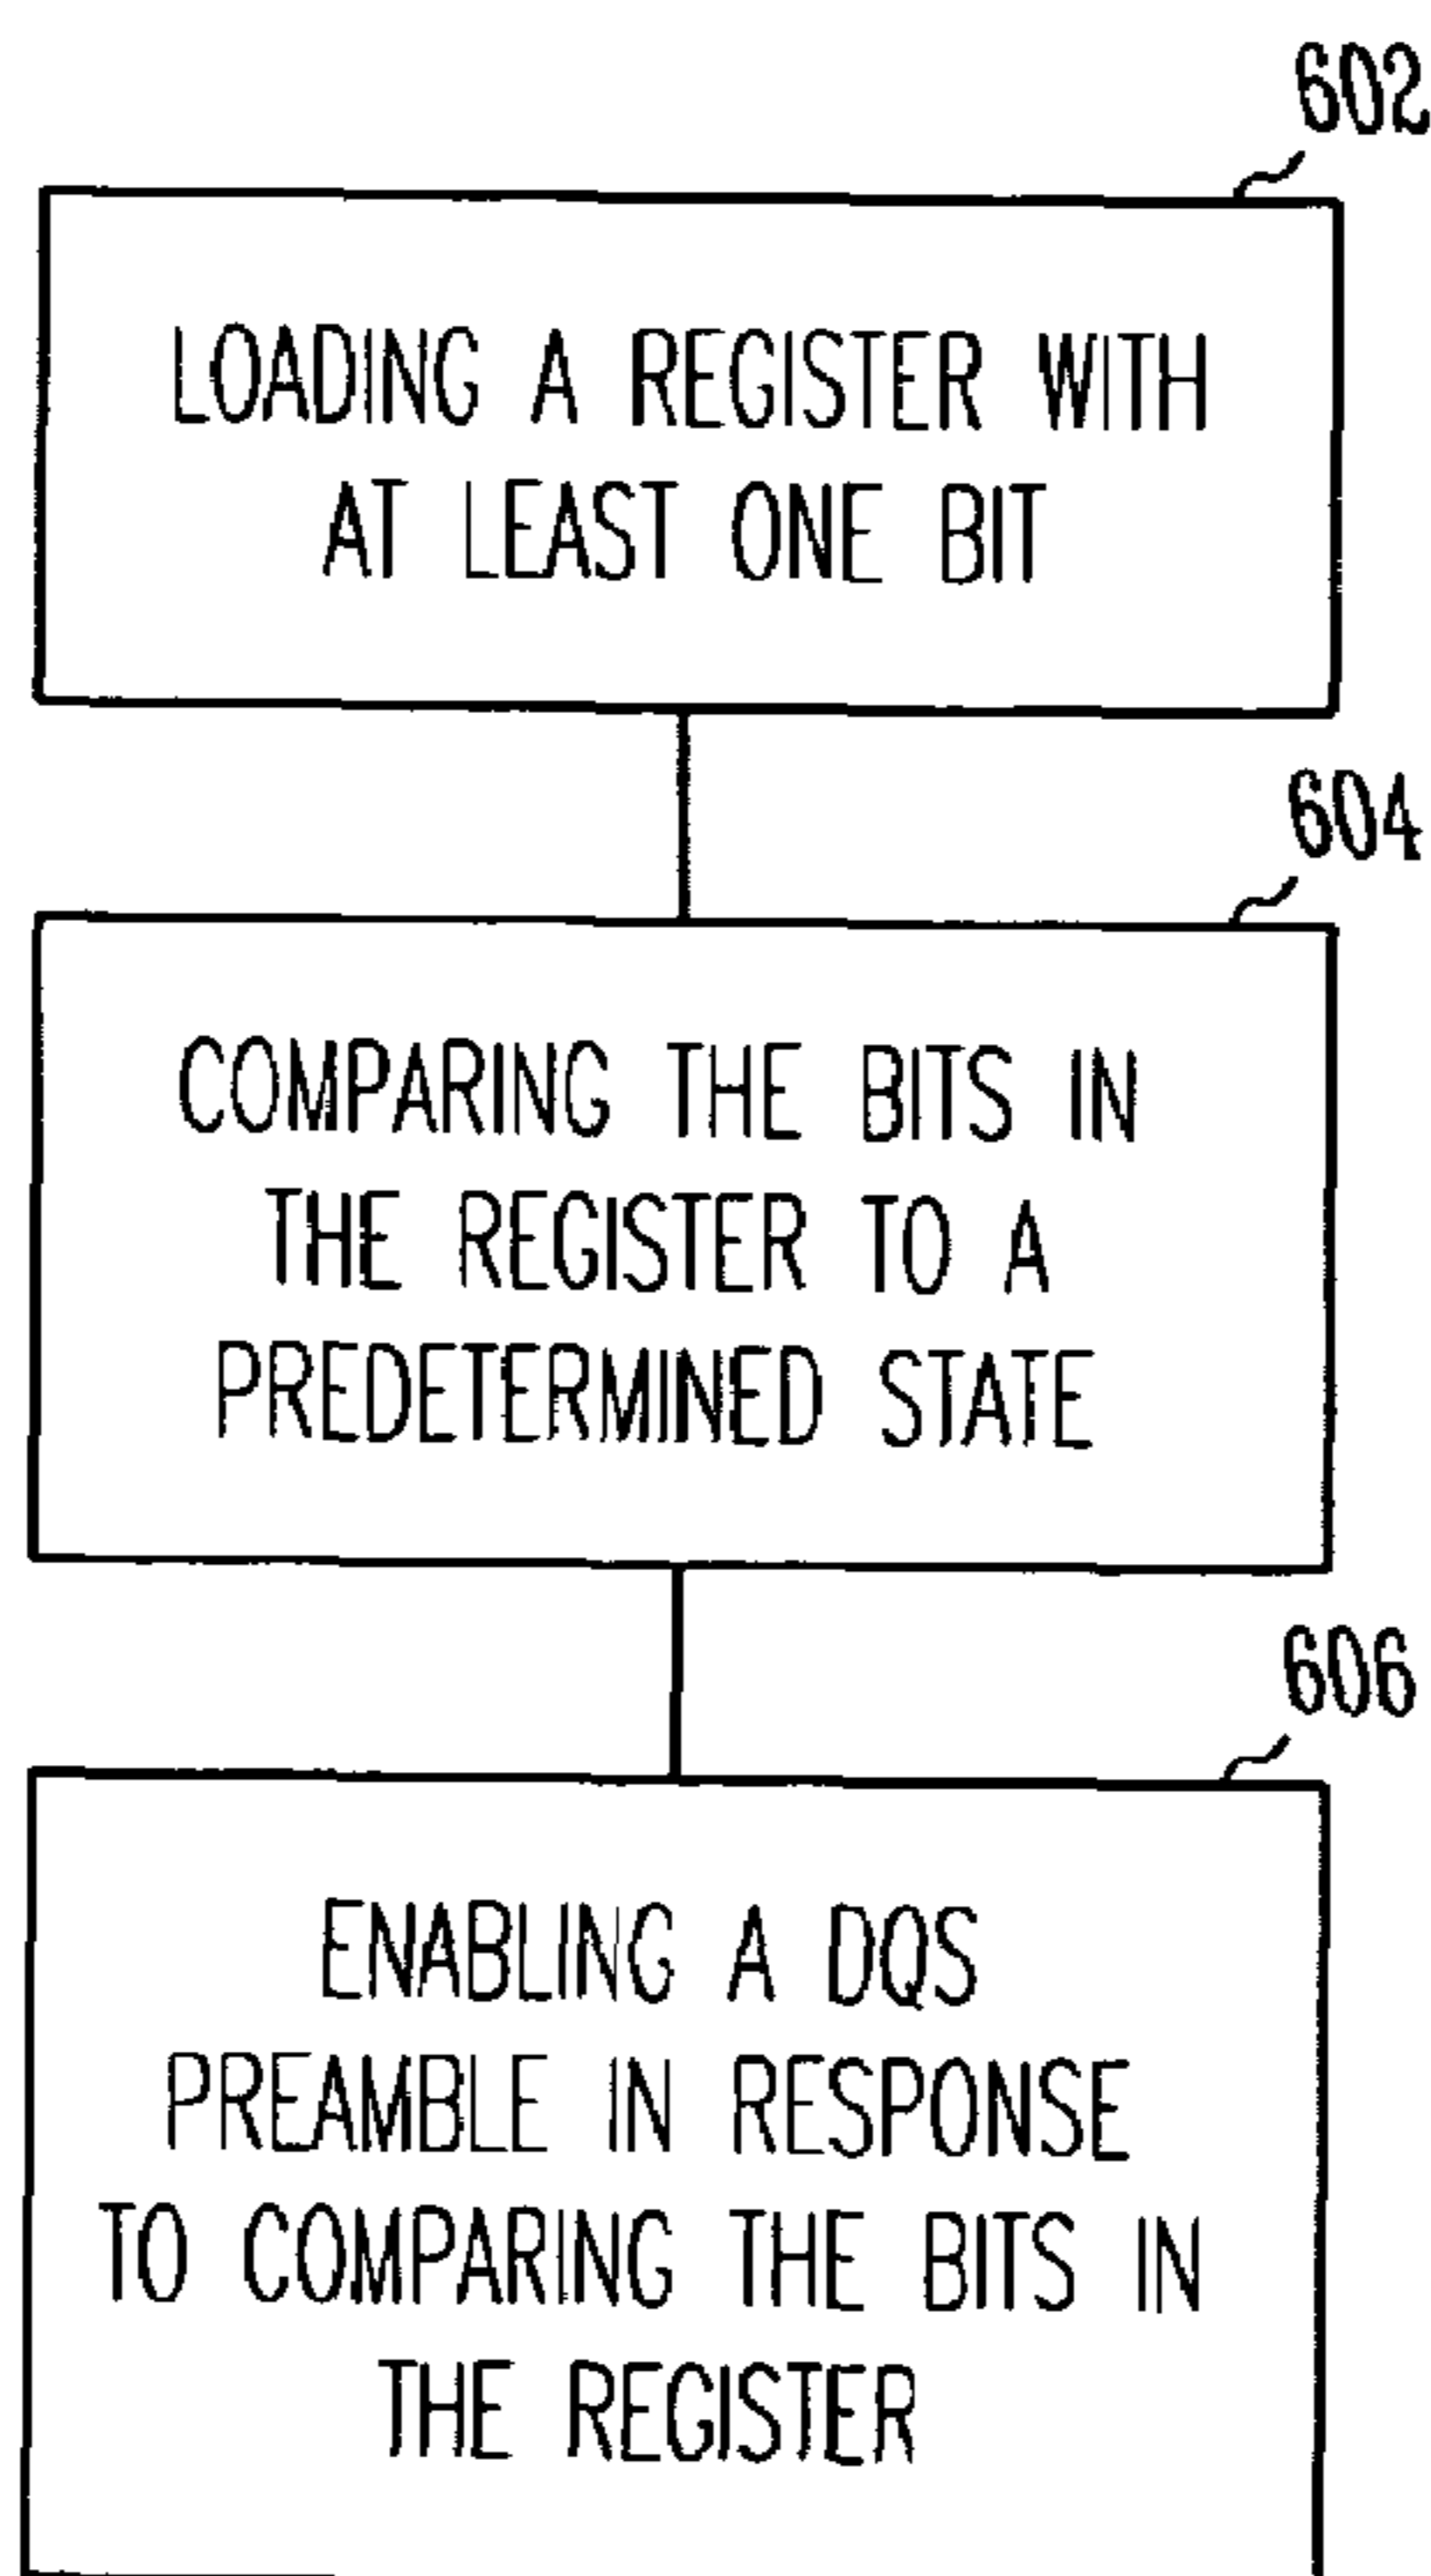 602
LOADING A REGISTER WITH
AT LEAST ONE BIT
604
COMPARING THE BITS IN
THE REGISTER TO A
PREDETERMINED STATE
606
ENABLING A DQS
PREAMBLE IN RESPONSE
TO COMPARING THE BITS IN
THE REGISTER